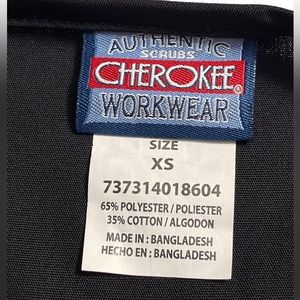 AUTHENTIC
SCRUBS
CHEROKEE®
WORKWEAR
SIZE
XS
737314018604
65% POLYESTER / POLIESTER
35% COTTON / ALGODON
MADE IN : BANGLADESH
HECHO EN : BANGLADESH